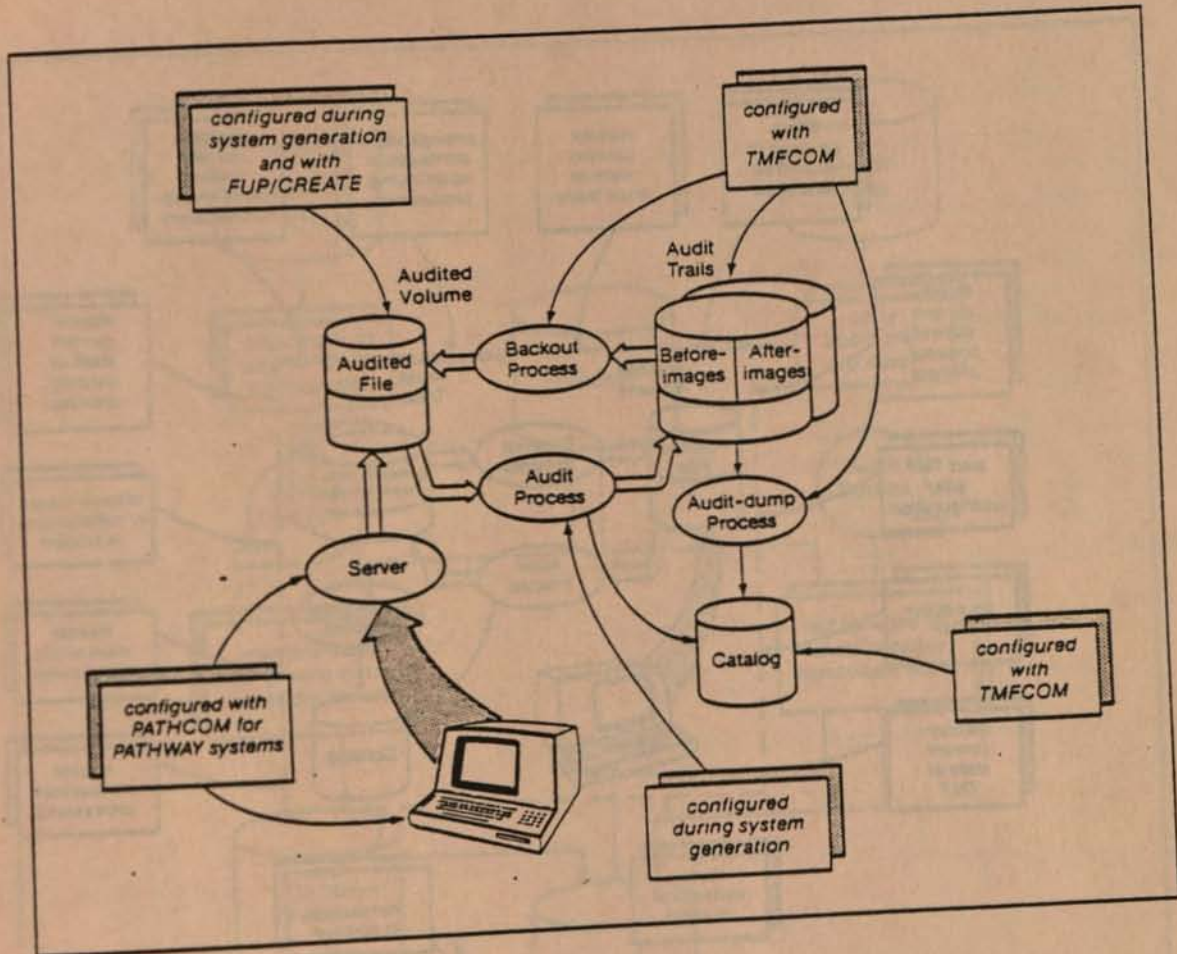 configured during
system generation
and with
FUP/CREATE
configured
with
TMFCOM
Audited
Volume
Audit
Trails
Audited
File
Backout
Process
Before-
images
After-
images
Audit
Process
Audit-dump
Process
Server
Catalog
configured
with
TMFCOM
configured with
PATHCOM for
PATHWAY systems
configured
during system
generation